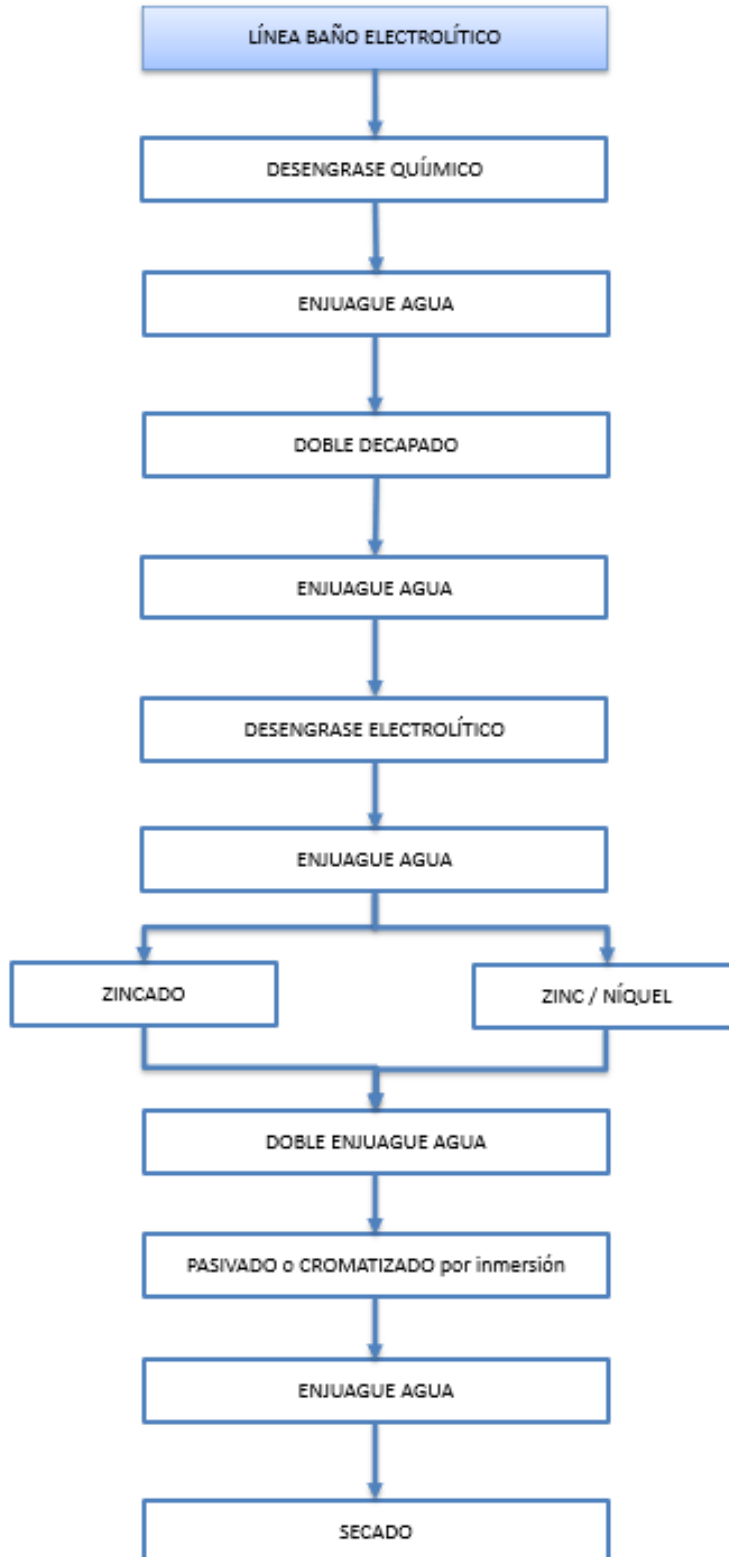 LÍNEA BAÑO ELECTROLÍTICO
DESENGRASE QUÍJMICO
ENJUAGUE AGUA
DOBLE DECAPADO
ENJUAGUE AGUA
DESENGRASE ELECTROLÍTICO
ENJUAGUE AGUA
ZINCADO
ZINC / NÍQUEL
DOBLE ENJUAGUE AGUA
PASIVADO o CROMATIZADO por inmersión
ENJUAGUE AGUA
SECADO